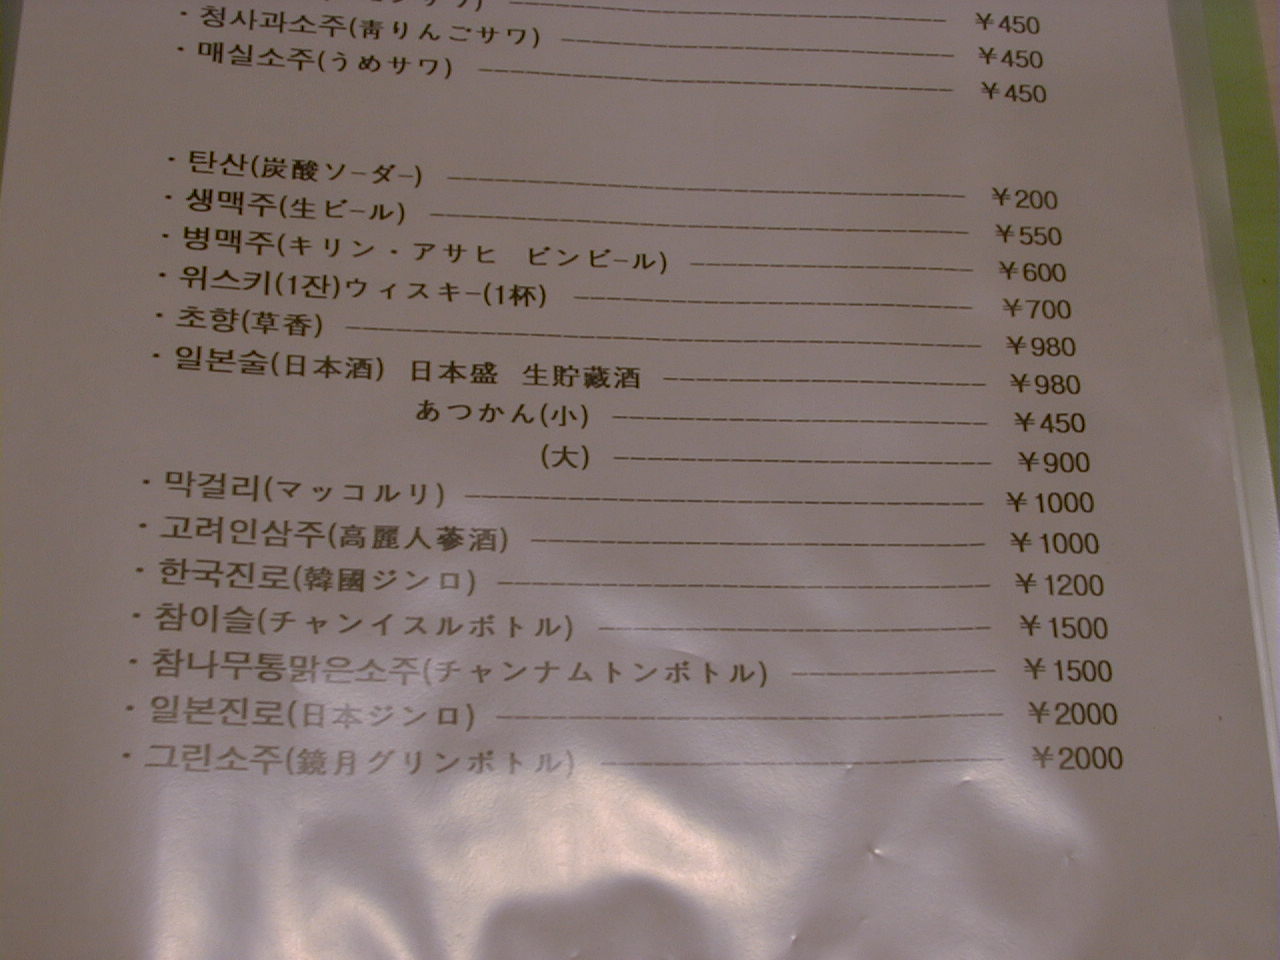 ¥450
· 청사과소주(青りんごサワ) ¥450
· 매실소주(うめサワ) ¥450
· 탄산(炭酸ソーダー) ¥200
· 생맥주(生ビール) ¥550
· 병맥주(キリン・アサヒ ビンビール) ¥600
· 위스키(1잔)ウィスキー(1杯) ¥700
· 초향(草香) ¥980
· 일본술(日本酒) 日本盛 生貯蔵酒 ¥980
あつかん(小) ¥450
(大) ¥900
· 막걸리(マッコルリ) ¥1000
· 고려인삼주(高麗人蔘酒) ¥1000
· 한국진로(韓國ジンロ) ¥1200
· 참이슬(チャンイスルボトル) ¥1500
· 참나무통맑은소주(チャンナムトンボトル) ¥1500
· 일본진로(日本ジンロ) ¥2000
· 그린소주(鏡月グリンボトル) ¥2000